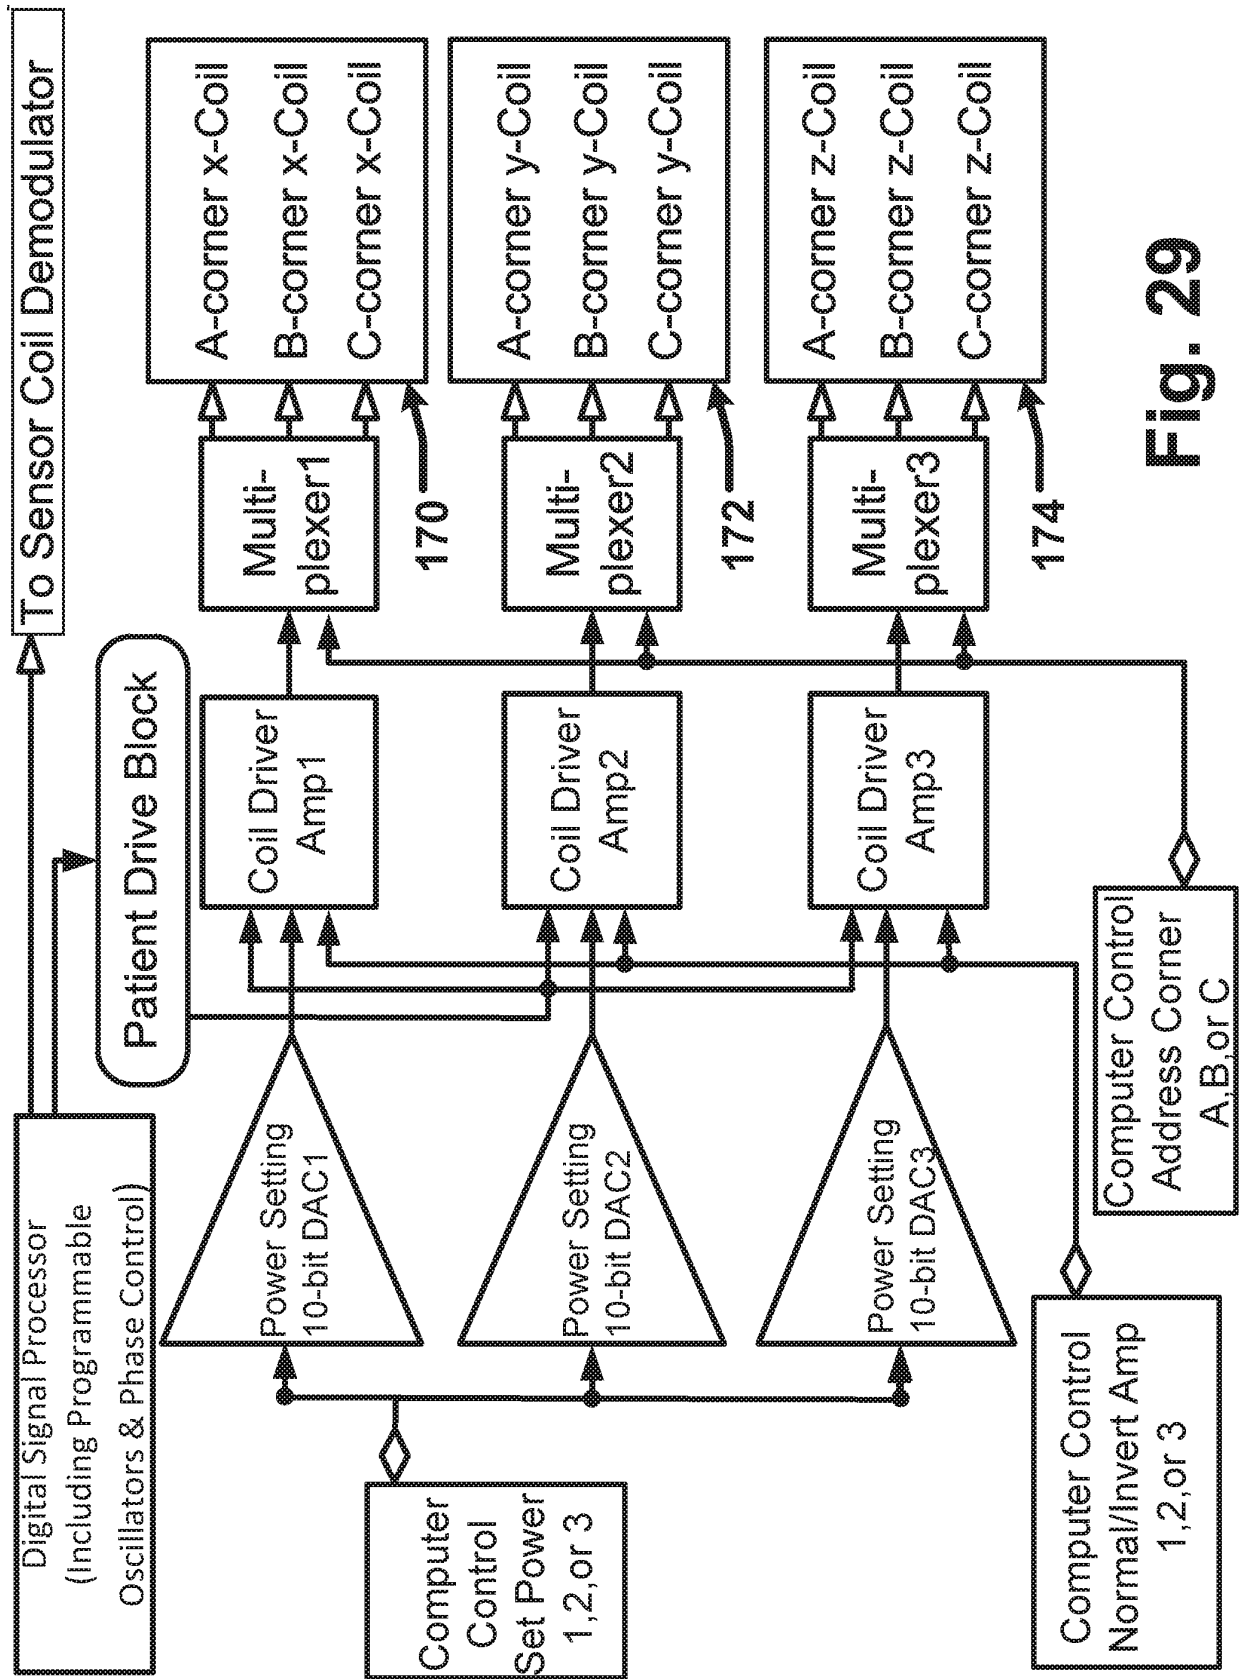 Digital Signal Processor
(Including Programmable
Oscillators & Phase Control)
To Sensor Coil Demodulator
Patient Drive Block
Computer
Control
Set Power
1,2,or 3
Power Setting
10-bit DAC1
Coil Driver
Amp1
Multi-
plexer1
A-corner x-Coil
B-corner x-Coil
C-corner x-Coil
170
Power Setting
10-bit DAC2
Coil Driver
Amp2
Multi-
plexer2
A-corner y-Coil
B-corner y-Coil
C-corner y-Coil
172
Power Setting
10-bit DAC3
Coil Driver
Amp3
Multi-
plexer3
A-corner z-Coil
B-corner z-Coil
C-corner z-Coil
174
Computer Control
Normal/Invert Amp
1,2,or 3
Computer Control
Address Corner
A,B,or C
Fig. 29